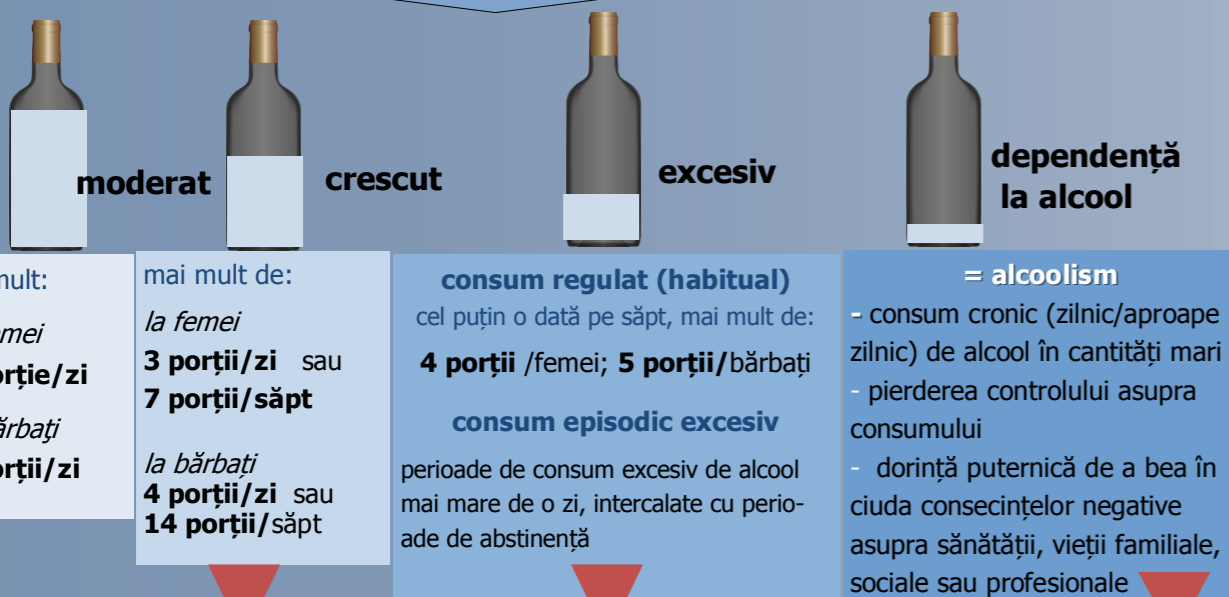 moderat
crescut
excesiv
dependență
la alcool
mult:
/zi
/zi
mai mult de:
la femei
3 porții/zi sau
7 porții/săpt
la bărbați
4 porții/zi sau
14 porții/săpt
consum regulat (habitual)
cel puțin o dată pe săpt, mai mult de:
4 porții /femei; 5 porții/bărbați
consum episodic excesiv
perioade de consum excesiv de alcool
mai mare de o zi, intercalate cu perio-
ade de abstinență
= alcoolism
- consum cronic (zilnic/aproape
zilnic) de alcool în cantități mari
- pierderea controlului asupra
consumului
- dorință puternică de a bea în
ciuda consecințelor negative
asupra sănătății, vieții familiale,
sociale sau profesionale